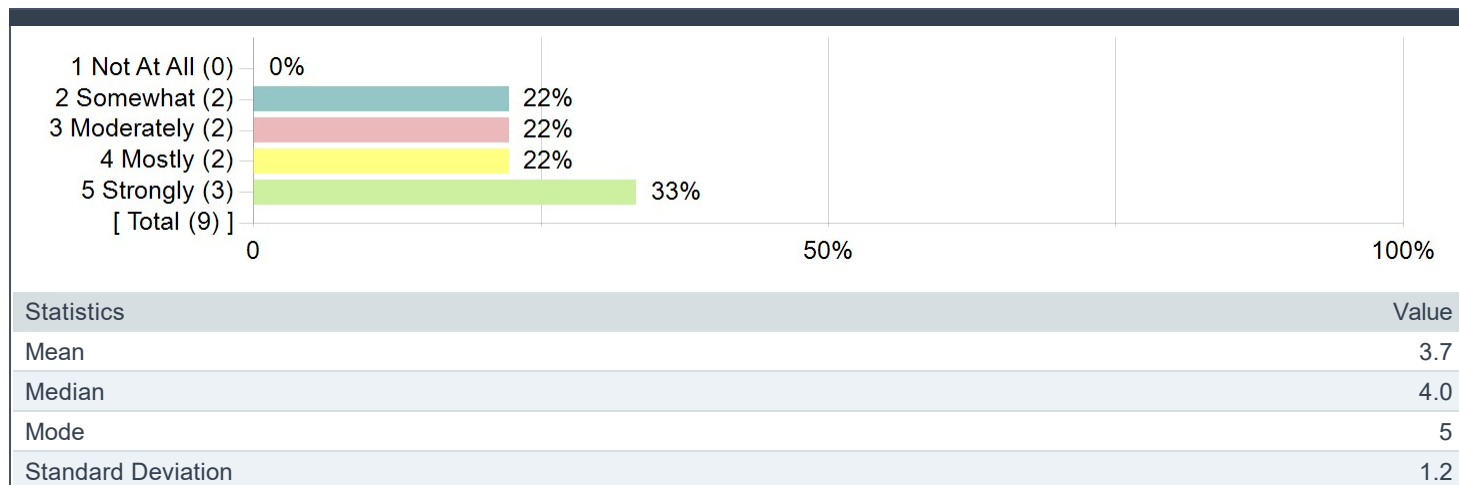 1 Not At All (0) 0%
2 Somewhat (2) 22%
3 Moderately (2) 22%
4 Mostly (2) 22%
5 Strongly (3) 33%
[ Total (9) ]
0 50% 100%
Statistics Value
Mean 3.7
Median 4.0
Mode 5
Standard Deviation 1.2